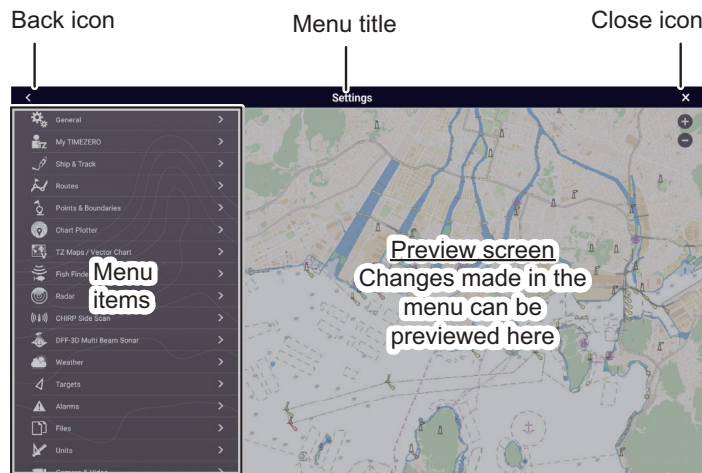 Back icon
Menu title
Close icon
Settings
General
My TIMEZERO
Ship & Track
Routes
Points & Boundaries
Chart Plotter
TZ Maps / Vector Chart
Fish Finder
Radar
CHIRP Side Scan
DFF-3D Multi Beam Sonar
Weather
Targets
Alarms
Files
Units
Menu
items
Preview screen
Changes made in the
menu can be
previewed here